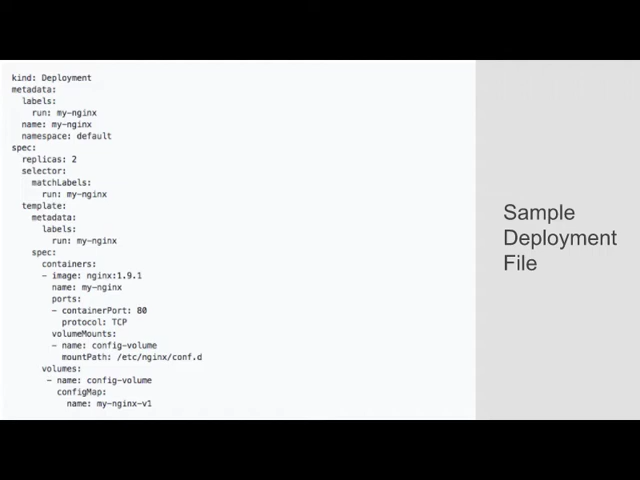 kind: Deployment
metadata:
  labels:
    run: my-nginx
  name: my-nginx
  namespace: default
spec:
  replicas: 2
  selector:
    matchLabels:
      run: my-nginx
  template:
    metadata:
      labels:
        run: my-nginx
    spec:
      containers:
      - image: nginx:1.9.1
        name: my-nginx
        ports:
        - containerPort: 80
          protocol: TCP
        volumeMounts:
        - name: config-volume
          mountPath: /etc/nginx/conf.d
      volumes:
       - name: config-volume
         configMap:
           name: my-nginx-v1
Sample
Deployment
File